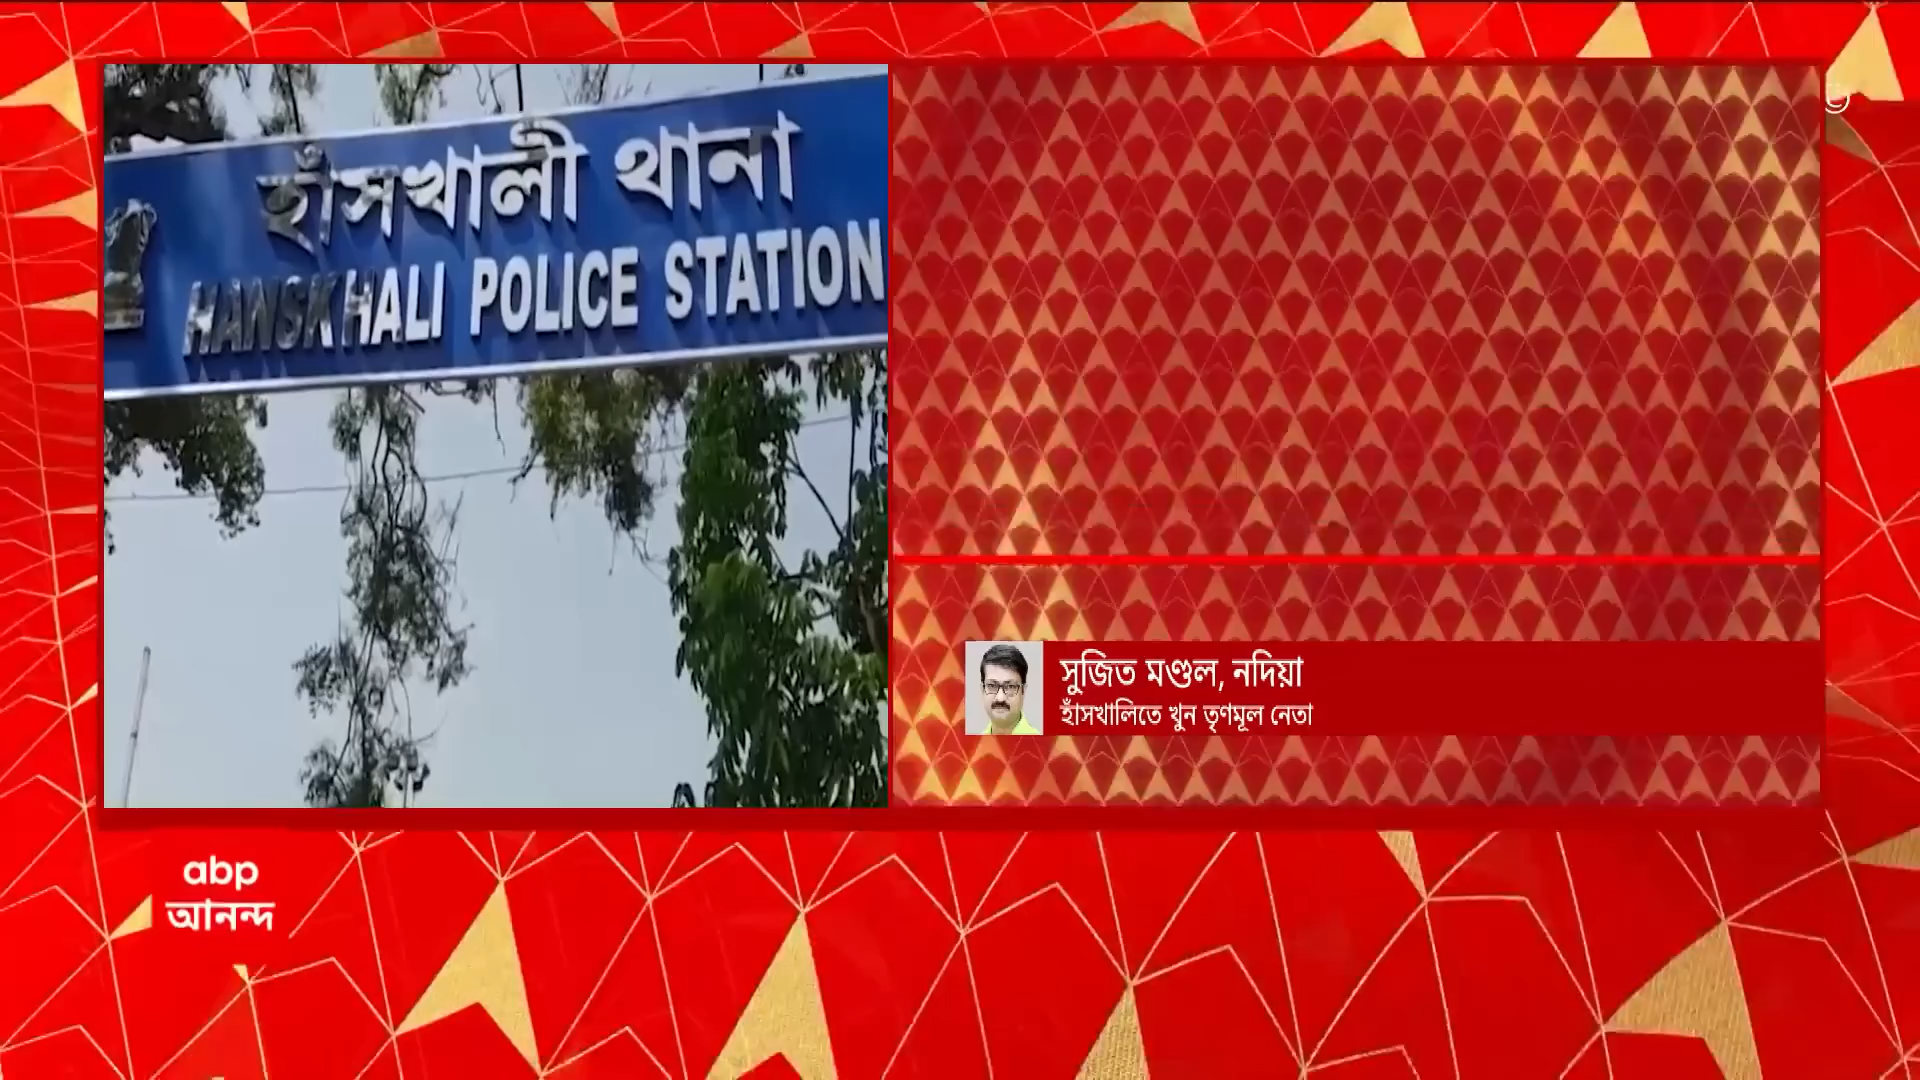 হাঁসখালী থানা
HANSKHALI POLICE STATION
সুজিত মণ্ডল, নদিয়া
হাঁসখালিতে খুন তৃণমূল নেতা
abp
আনন্দ